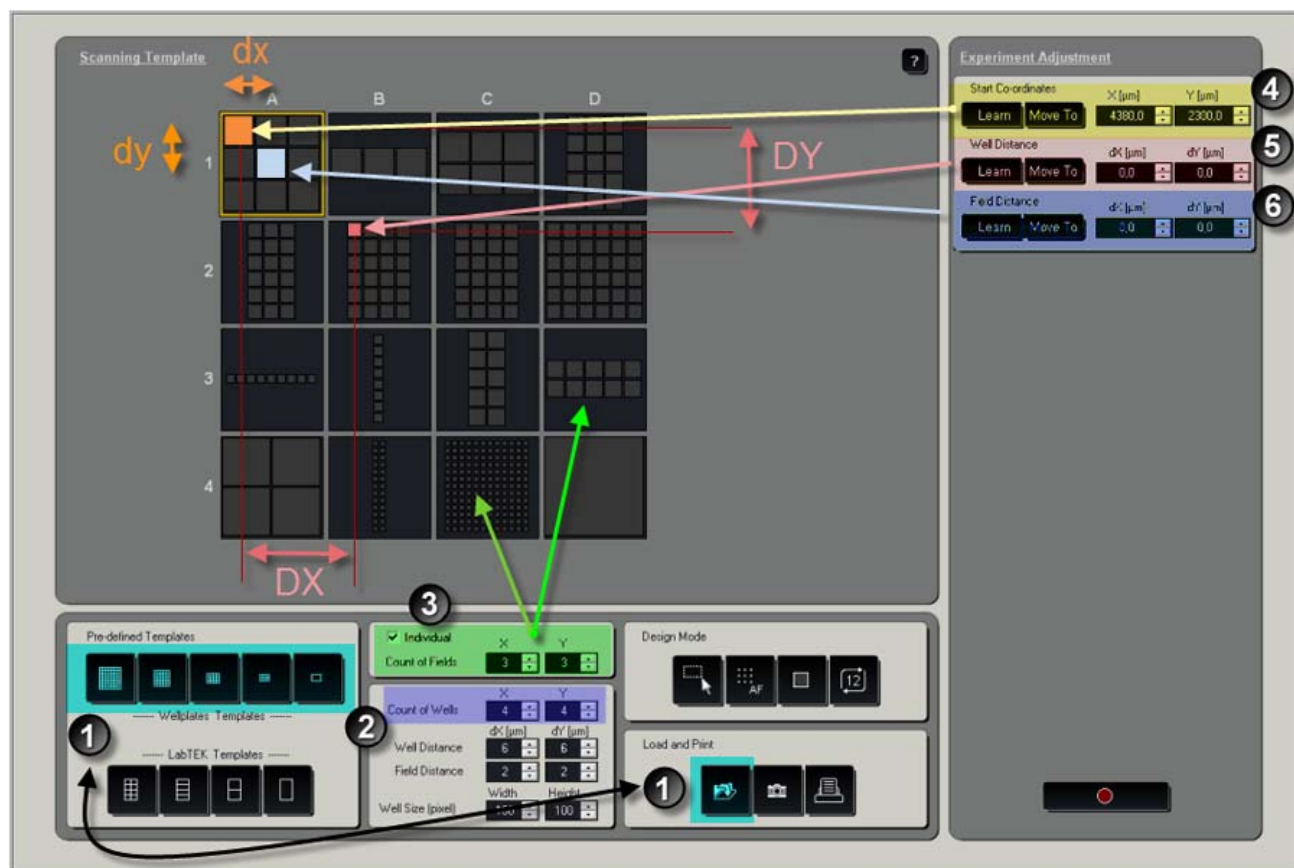 Scanning Template
?
dx
A B C D
dy
1
DY
2
3
4
DX
Experiment Adjustment
4
Start Co-ordinates X [µm] Y [µm]
Learn Move To 4380,0 2300,0
5
Well Distance dX [µm] dY [µm]
Learn Move To 0,0 0,0
6
Field Distance dX [µm] dY [µm]
Learn Move To 0,0 0,0
Pre-defined Templates
------ Wellplates Templates ------
1
------ LabTEK Templates ------
3
Individual X Y
Count of Fields 3 3
2
X Y
Count of Wells 4 4
dX [µm] dY [µm]
Well Distance 6 6
Field Distance 2 2
Width Height
Well Size (pixel) 100 100
Design Mode
AF 12
Load and Print
1